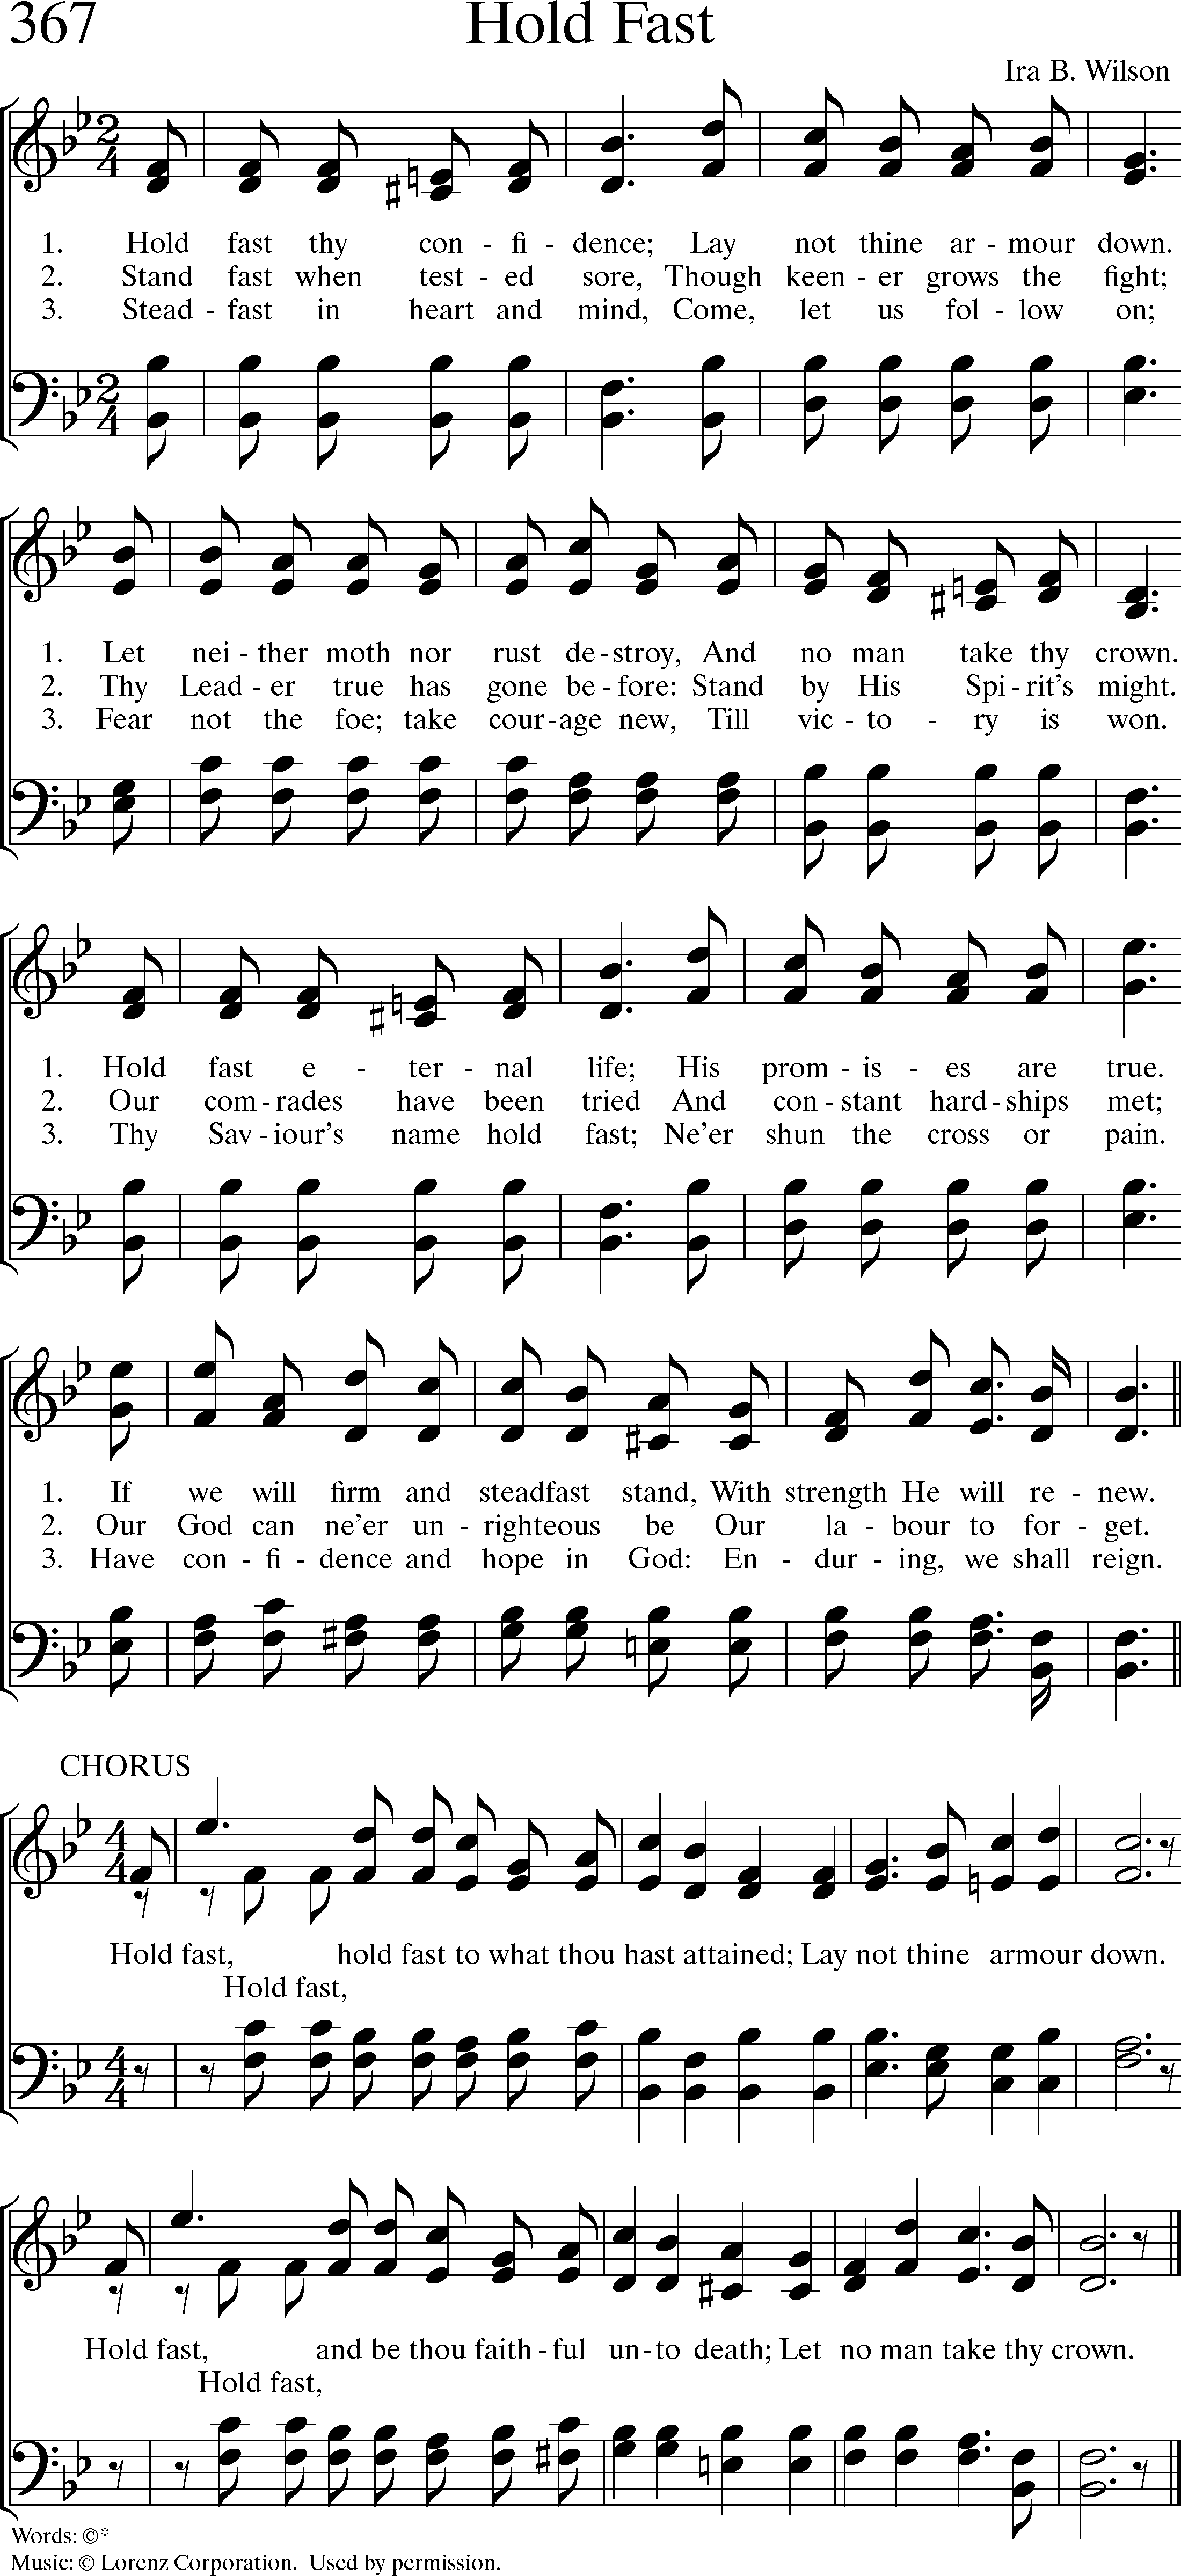 367
Hold Fast
Ira B. Wilson
1. Hold fast thy con - fi - dence; Lay not thine ar - mour down.
2. Stand fast when test - ed sore, Though keen - er grows the fight;
3. Stead - fast in heart and mind, Come, let us fol - low on;
1. Let nei - ther moth nor rust de - stroy, And no man take thy crown.
2. Thy Lead - er true has gone be - fore: Stand by His Spi - rit's might.
3. Fear not the foe; take cour - age new, Till vic - to - ry is won.
1. Hold fast e - ter - nal life; His prom - is - es are true.
2. Our com - rades have been tried And con - stant hard - ships met;
3. Thy Sav - iour's name hold fast; Ne'er shun the cross or pain.
1. If we will firm and steadfast stand, With strength He will re - new.
2. Our God can ne'er un - righteous be Our la - bour to for - get.
3. Have con - fi - dence and hope in God: En - dur - ing, we shall reign.
CHORUS
Hold fast, hold fast to what thou hast attained; Lay not thine armour down.
Hold fast,
Hold fast, and be thou faith - ful un - to death; Let no man take thy crown.
Hold fast,
Words: ©*
Music: © Lorenz Corporation. Used by permission.